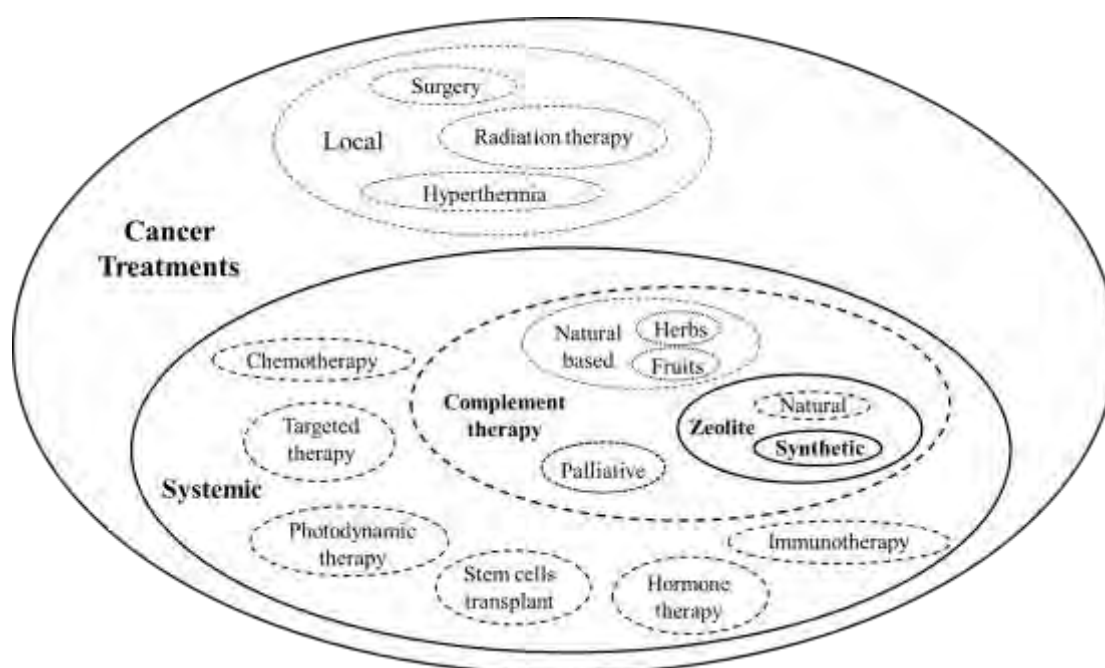 Surgery
Local
Radiation therapy
Hyperthermia
Cancer
Treatments
Natural
based
Herbs
Fruits
Chemotherapy
Complement
therapy
Zeolite
Natural
Synthetic
Targeted
therapy
Palliative
Systemic
Photodynamic
therapy
Immunotherapy
Stem cells
transplant
Hormone
therapy